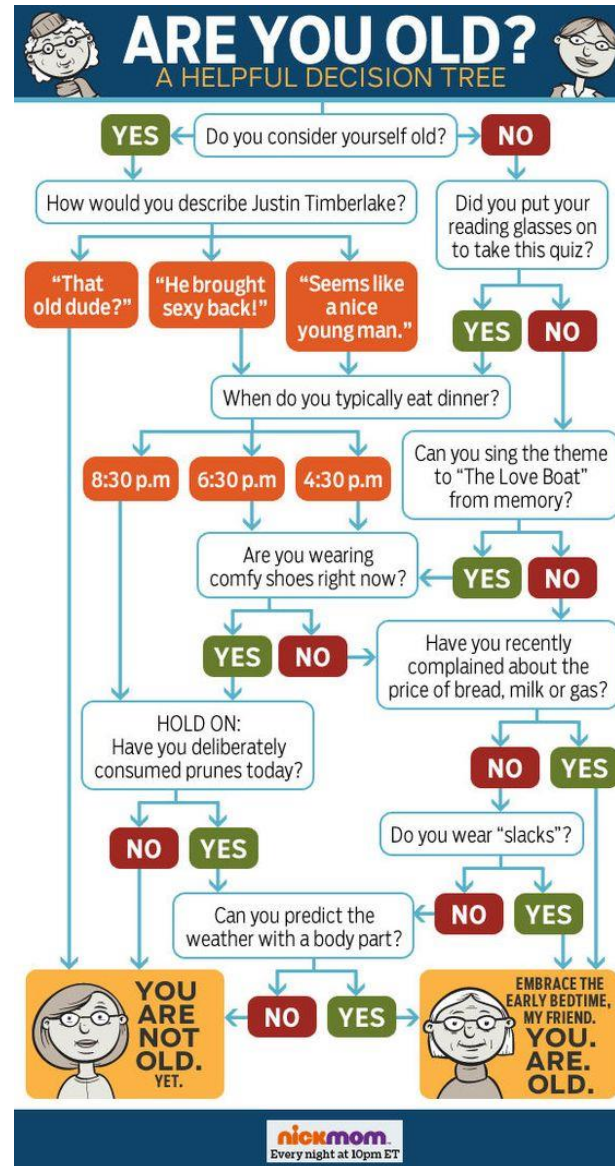 ARE YOU OLD?
A HELPFUL DECISION TREE
YES
Do you consider yourself old?
NO
How would you describe Justin Timberlake?
Did you put your
reading glasses on
to take this quiz?
“That
old dude?”
“He brought
sexy back!”
“Seems like
a nice
young man.”
YES
NO
When do you typically eat dinner?
8:30 p.m
6:30 p.m
4:30 p.m
Can you sing the theme
to “The Love Boat”
from memory?
Are you wearing
comfy shoes right now?
YES
NO
YES
NO
Have you recently
complained about the
price of bread, milk or gas?
HOLD ON:
Have you deliberately
consumed prunes today?
NO
YES
Do you wear “slacks”?
NO
YES
NO
YES
Can you predict the
weather with a body part?
NO
YES
YOU
ARE
NOT
OLD.
YET.
EMBRACE THE
EARLY BEDTIME,
MY FRIEND.
YOU.
ARE.
OLD.
nickmom
Every night at 10pm ET